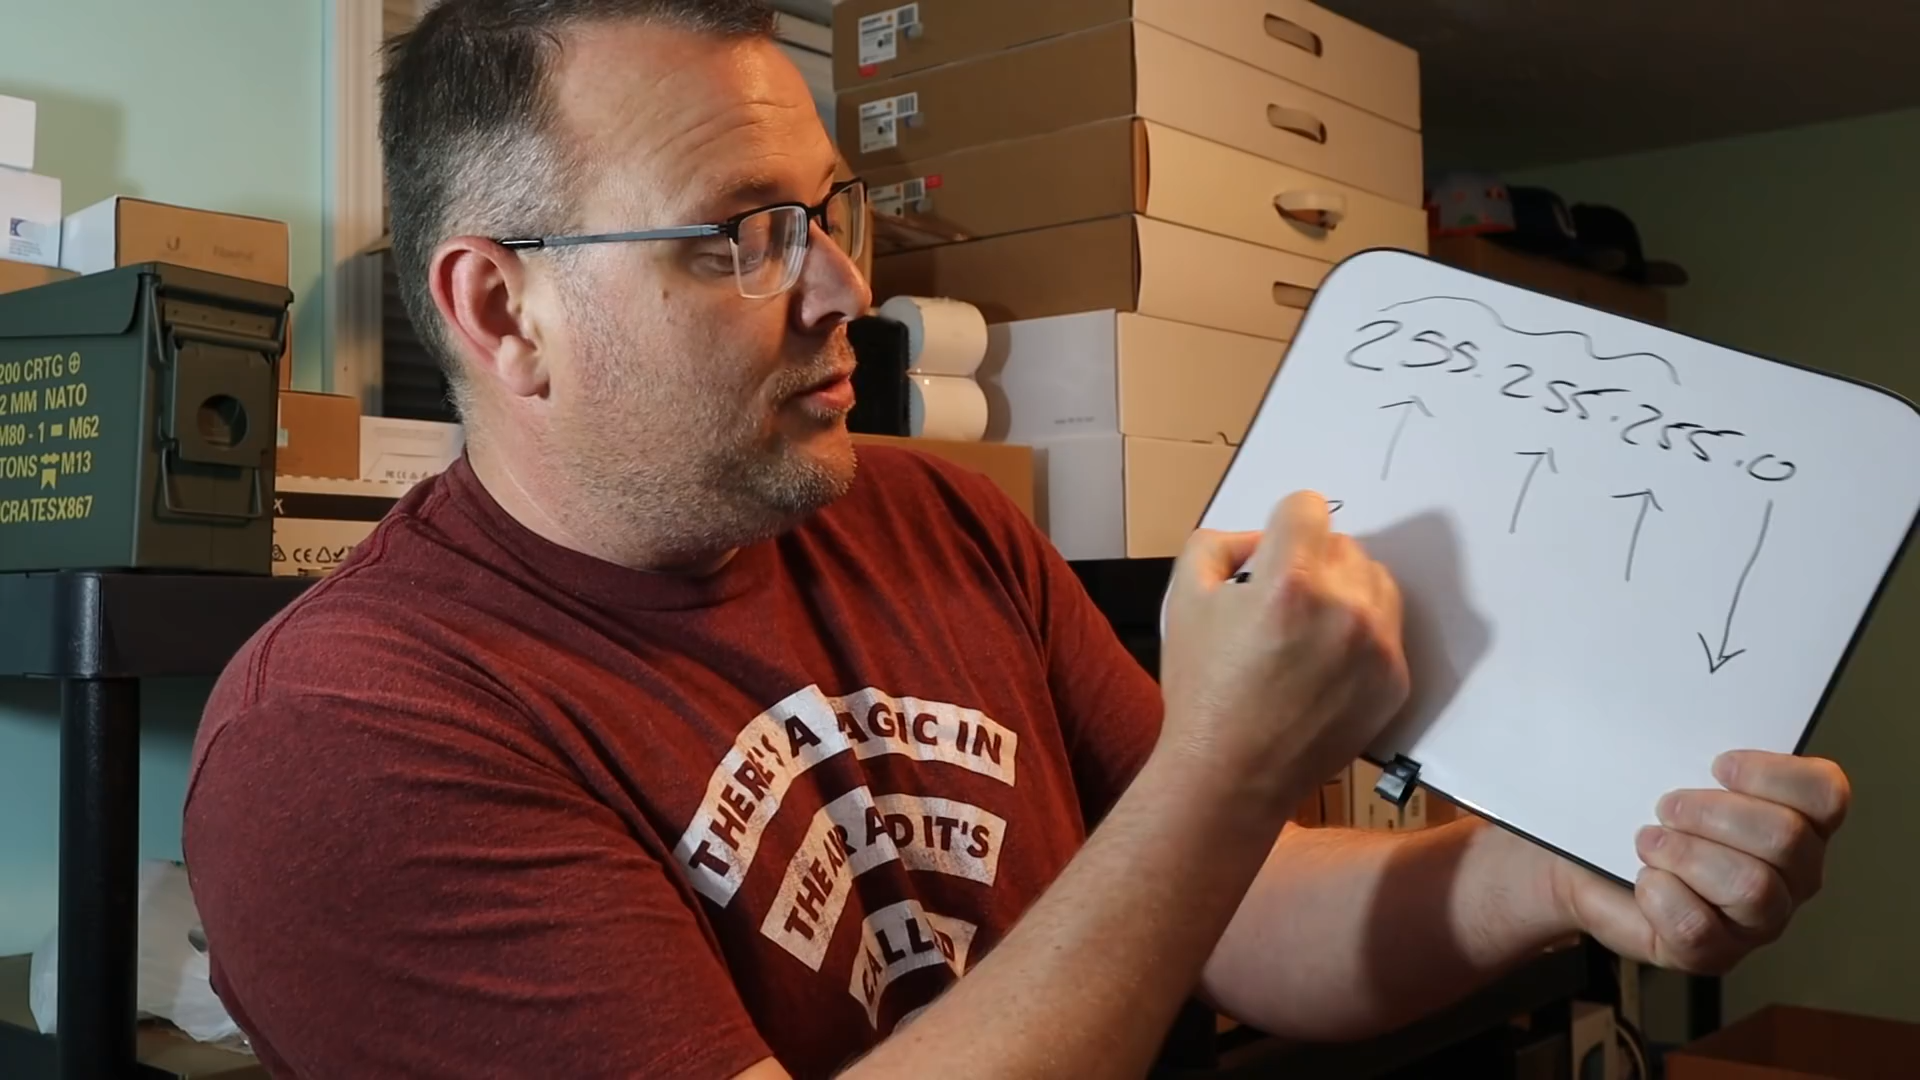 255.255.255.0
200 CRTG ⊕
2 MM NATO
M80 - 1 M62
TONS M13
CRATESX867
THERE'S A AGIC IN
THE AIR A D IT'S
CALL D